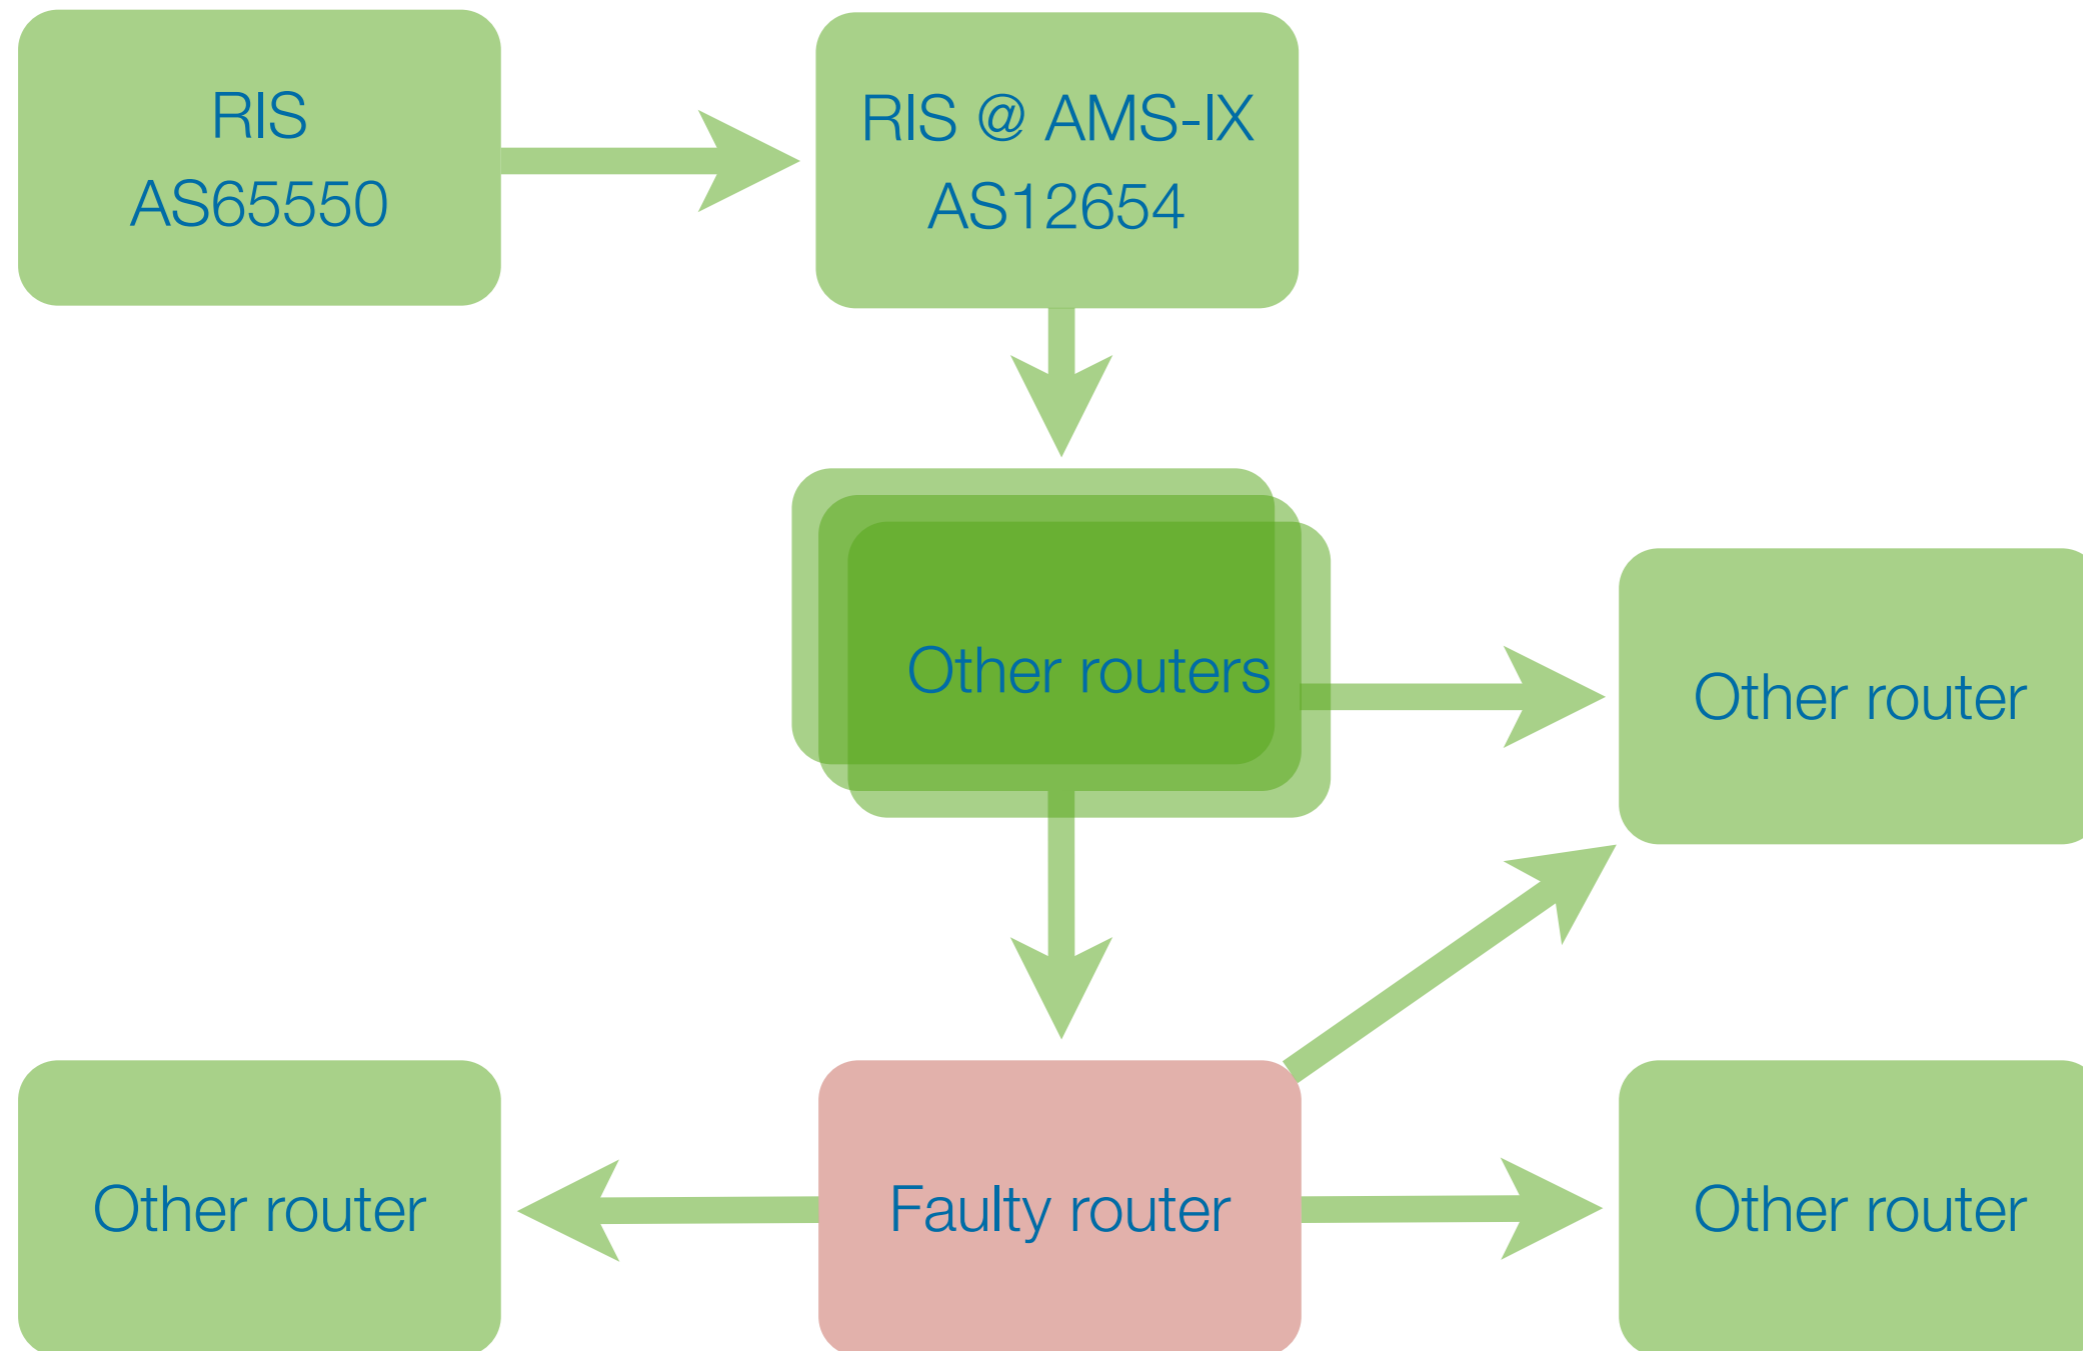 RIS
AS65550
RIS @ AMS-IX
AS12654
Other routers
Other router
Other router
Faulty router
Other router